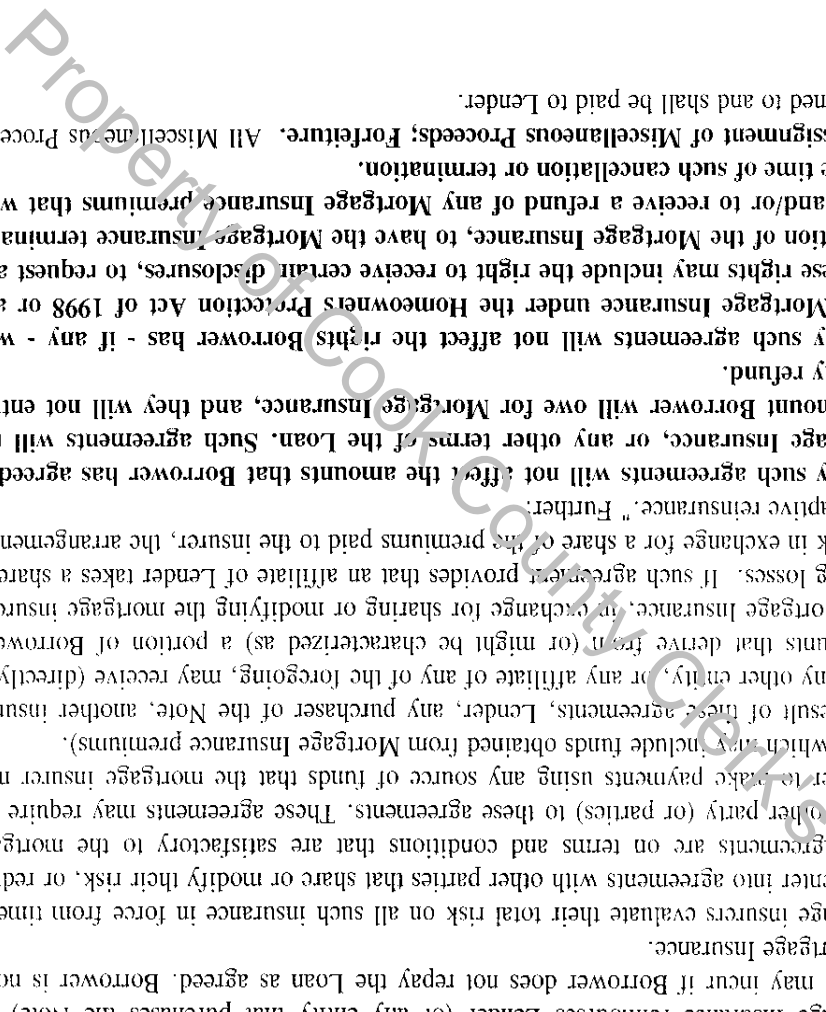 ge Insurance reimburses Lender (or any entity that purchases the Note)
may incur if Borrower does not repay the Loan as agreed. Borrower is no
rtgage Insurance.
age insurers evaluate their total risk on all such insurance in force from time
enter into agreements with other parties that share or modify their risk, or red
agreements are on terms and conditions that are satisfactory to the mortga
other party (or parties) to these agreements. These agreements may require
er to make payments using any source of funds that the mortgage insurer m
which may include funds obtained from Mortgage Insurance premiums).
esult of these agreements, Lender, any purchaser of the Note, another insu
ny other entity, or any affiliate of any of the foregoing, may receive (directly
unts that derive from (or might be characterized as) a portion of Borrowe
ortgage Insurance, in exchange for sharing or modifying the mortgage insure
g losses. If such agreement provides that an affiliate of Lender takes a share
k in exchange for a share of the premiums paid to the insurer, the arrangemen
aptive reinsurance." Further:
y such agreements will not affect the amounts that Borrower has agreed
age Insurance, or any other terms of the Loan. Such agreements will
mount Borrower will owe for Mortgage Insurance, and they will not enti
y refund.
y such agreements will not affect the rights Borrower has - if any - w
Mortgage Insurance under the Homeowners Protection Act of 1998 or a
ese rights may include the right to receive certain disclosures, to request a
tion of the Mortgage Insurance, to have the Mortgage Insurance termina
and/or to receive a refund of any Mortgage Insurance premiums that w
e time of such cancellation or termination.
ssignment of Miscellaneous Proceeds; Forfeiture. All Miscellaneous Proce
ned to and shall be paid to Lender.
Property of Cook County Clerk's